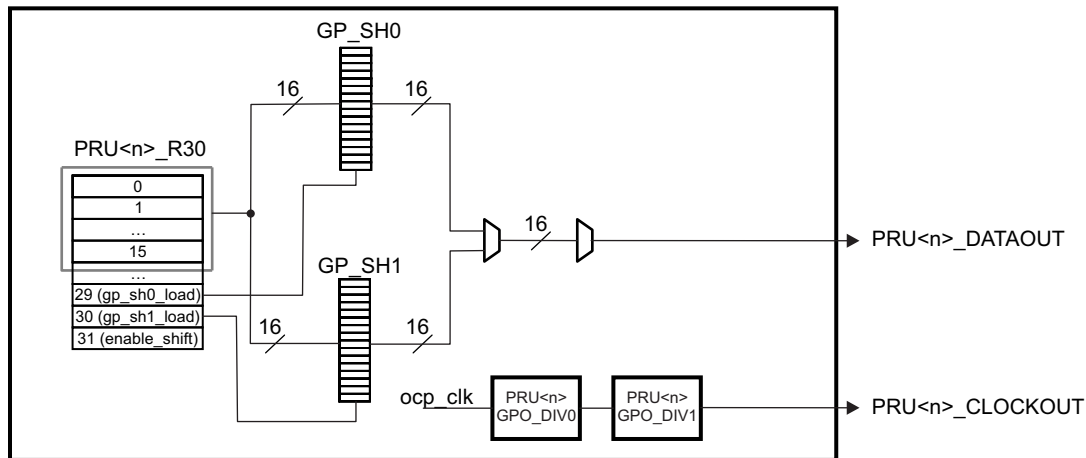 GP_SH0
16
16
PRU<n>_R30
0
1
...
15
...
29 (gp_sh0_load)
30 (gp_sh1_load)
31 (enable_shift)
16
PRU<n>_DATAOUT
GP_SH1
16
16
ocp_clk
PRU<n>
GPO_DIV0
PRU<n>
GPO_DIV1
PRU<n>_CLOCKOUT